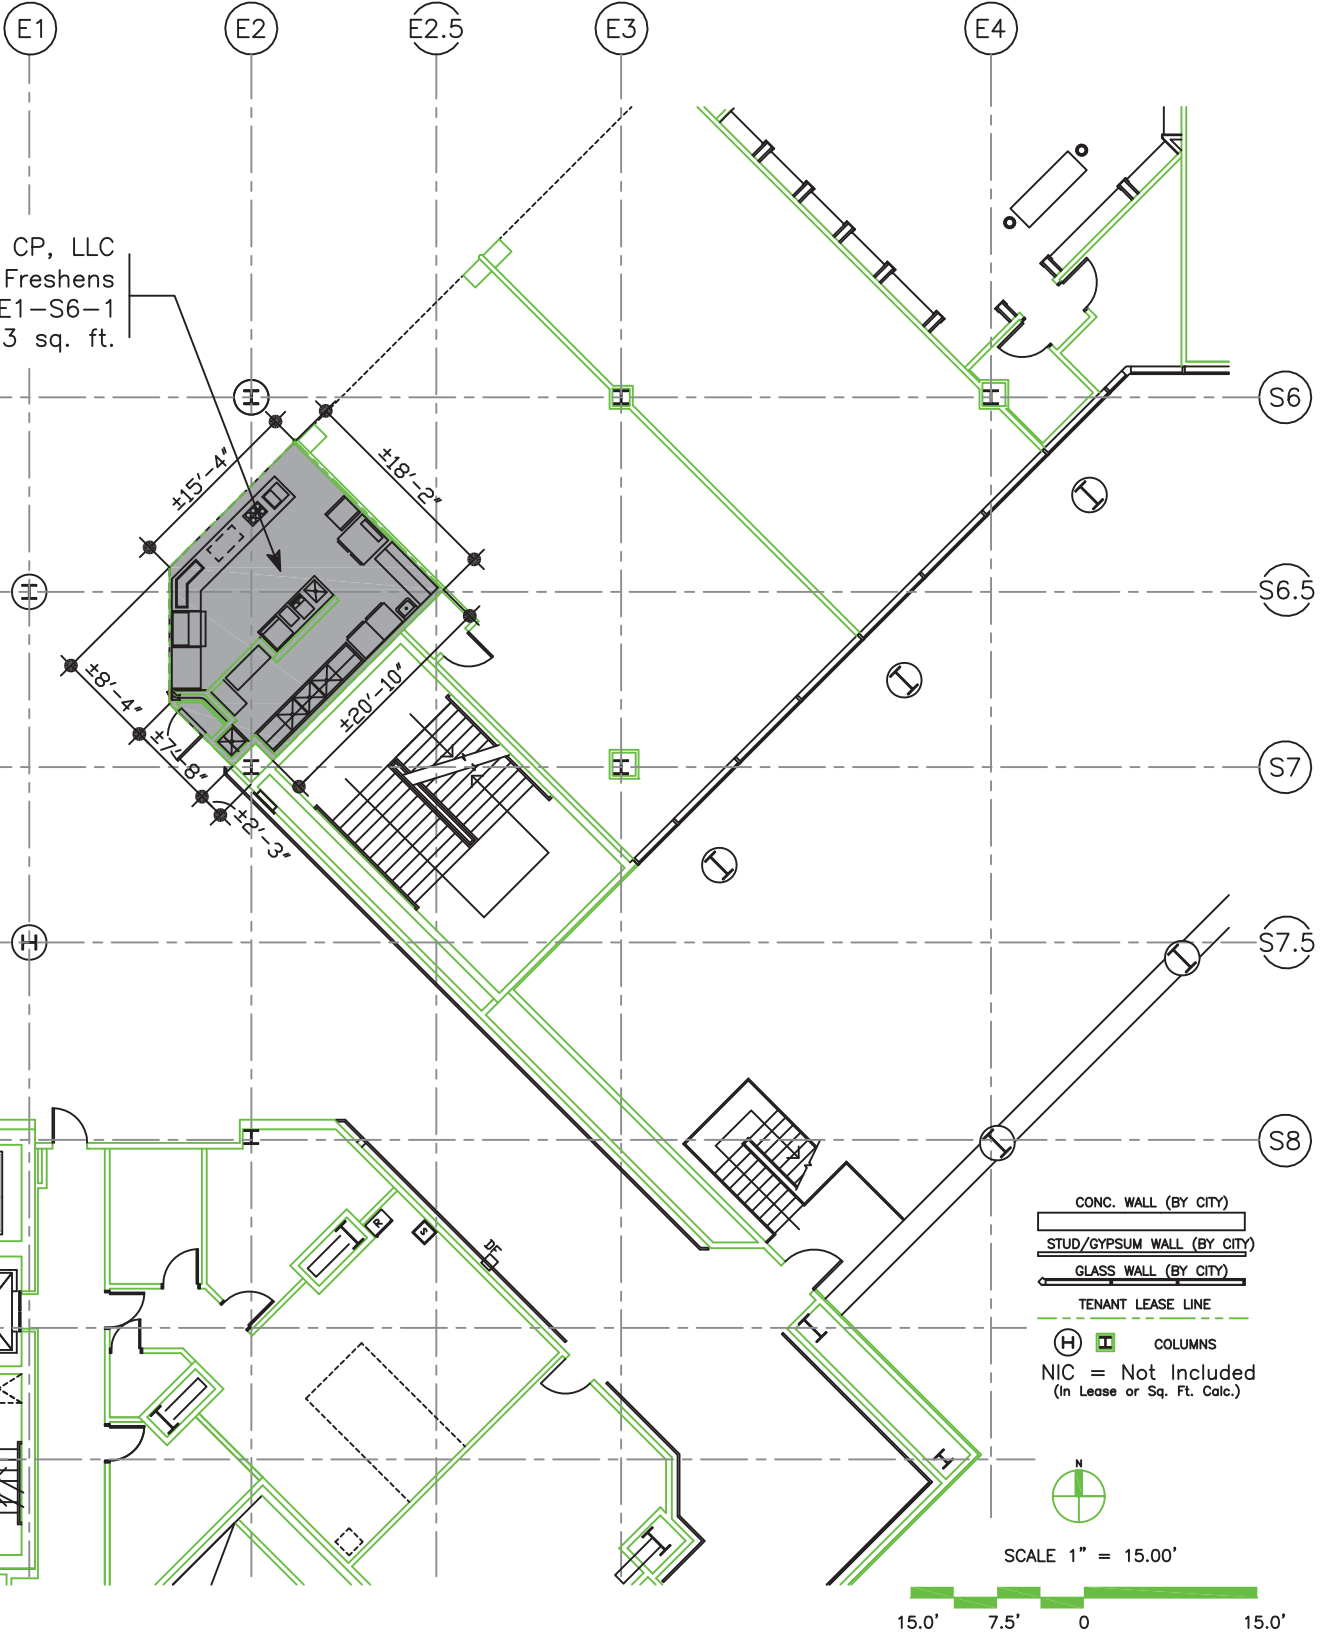 E1
E2
E2.5
E3
E4
CP, LLC
Freshens
E1-S6-1
3 sq. ft.
S6
±15'-4"
±18'-2"
S6.5
±8'-4"
±20'-10"
±7'-8"
S7
±2'-3"
S7.5
S8
CONC. WALL (BY CITY)
R
S
STUD/GYPSUM WALL (BY CITY)
DF
GLASS WALL (BY CITY)
TENANT LEASE LINE
COLUMNS
NIC = Not Included
(In Lease or Sq. Ft. Calc.)
N
SCALE 1" = 15.00'
15.0' 7.5' 0 15.0'